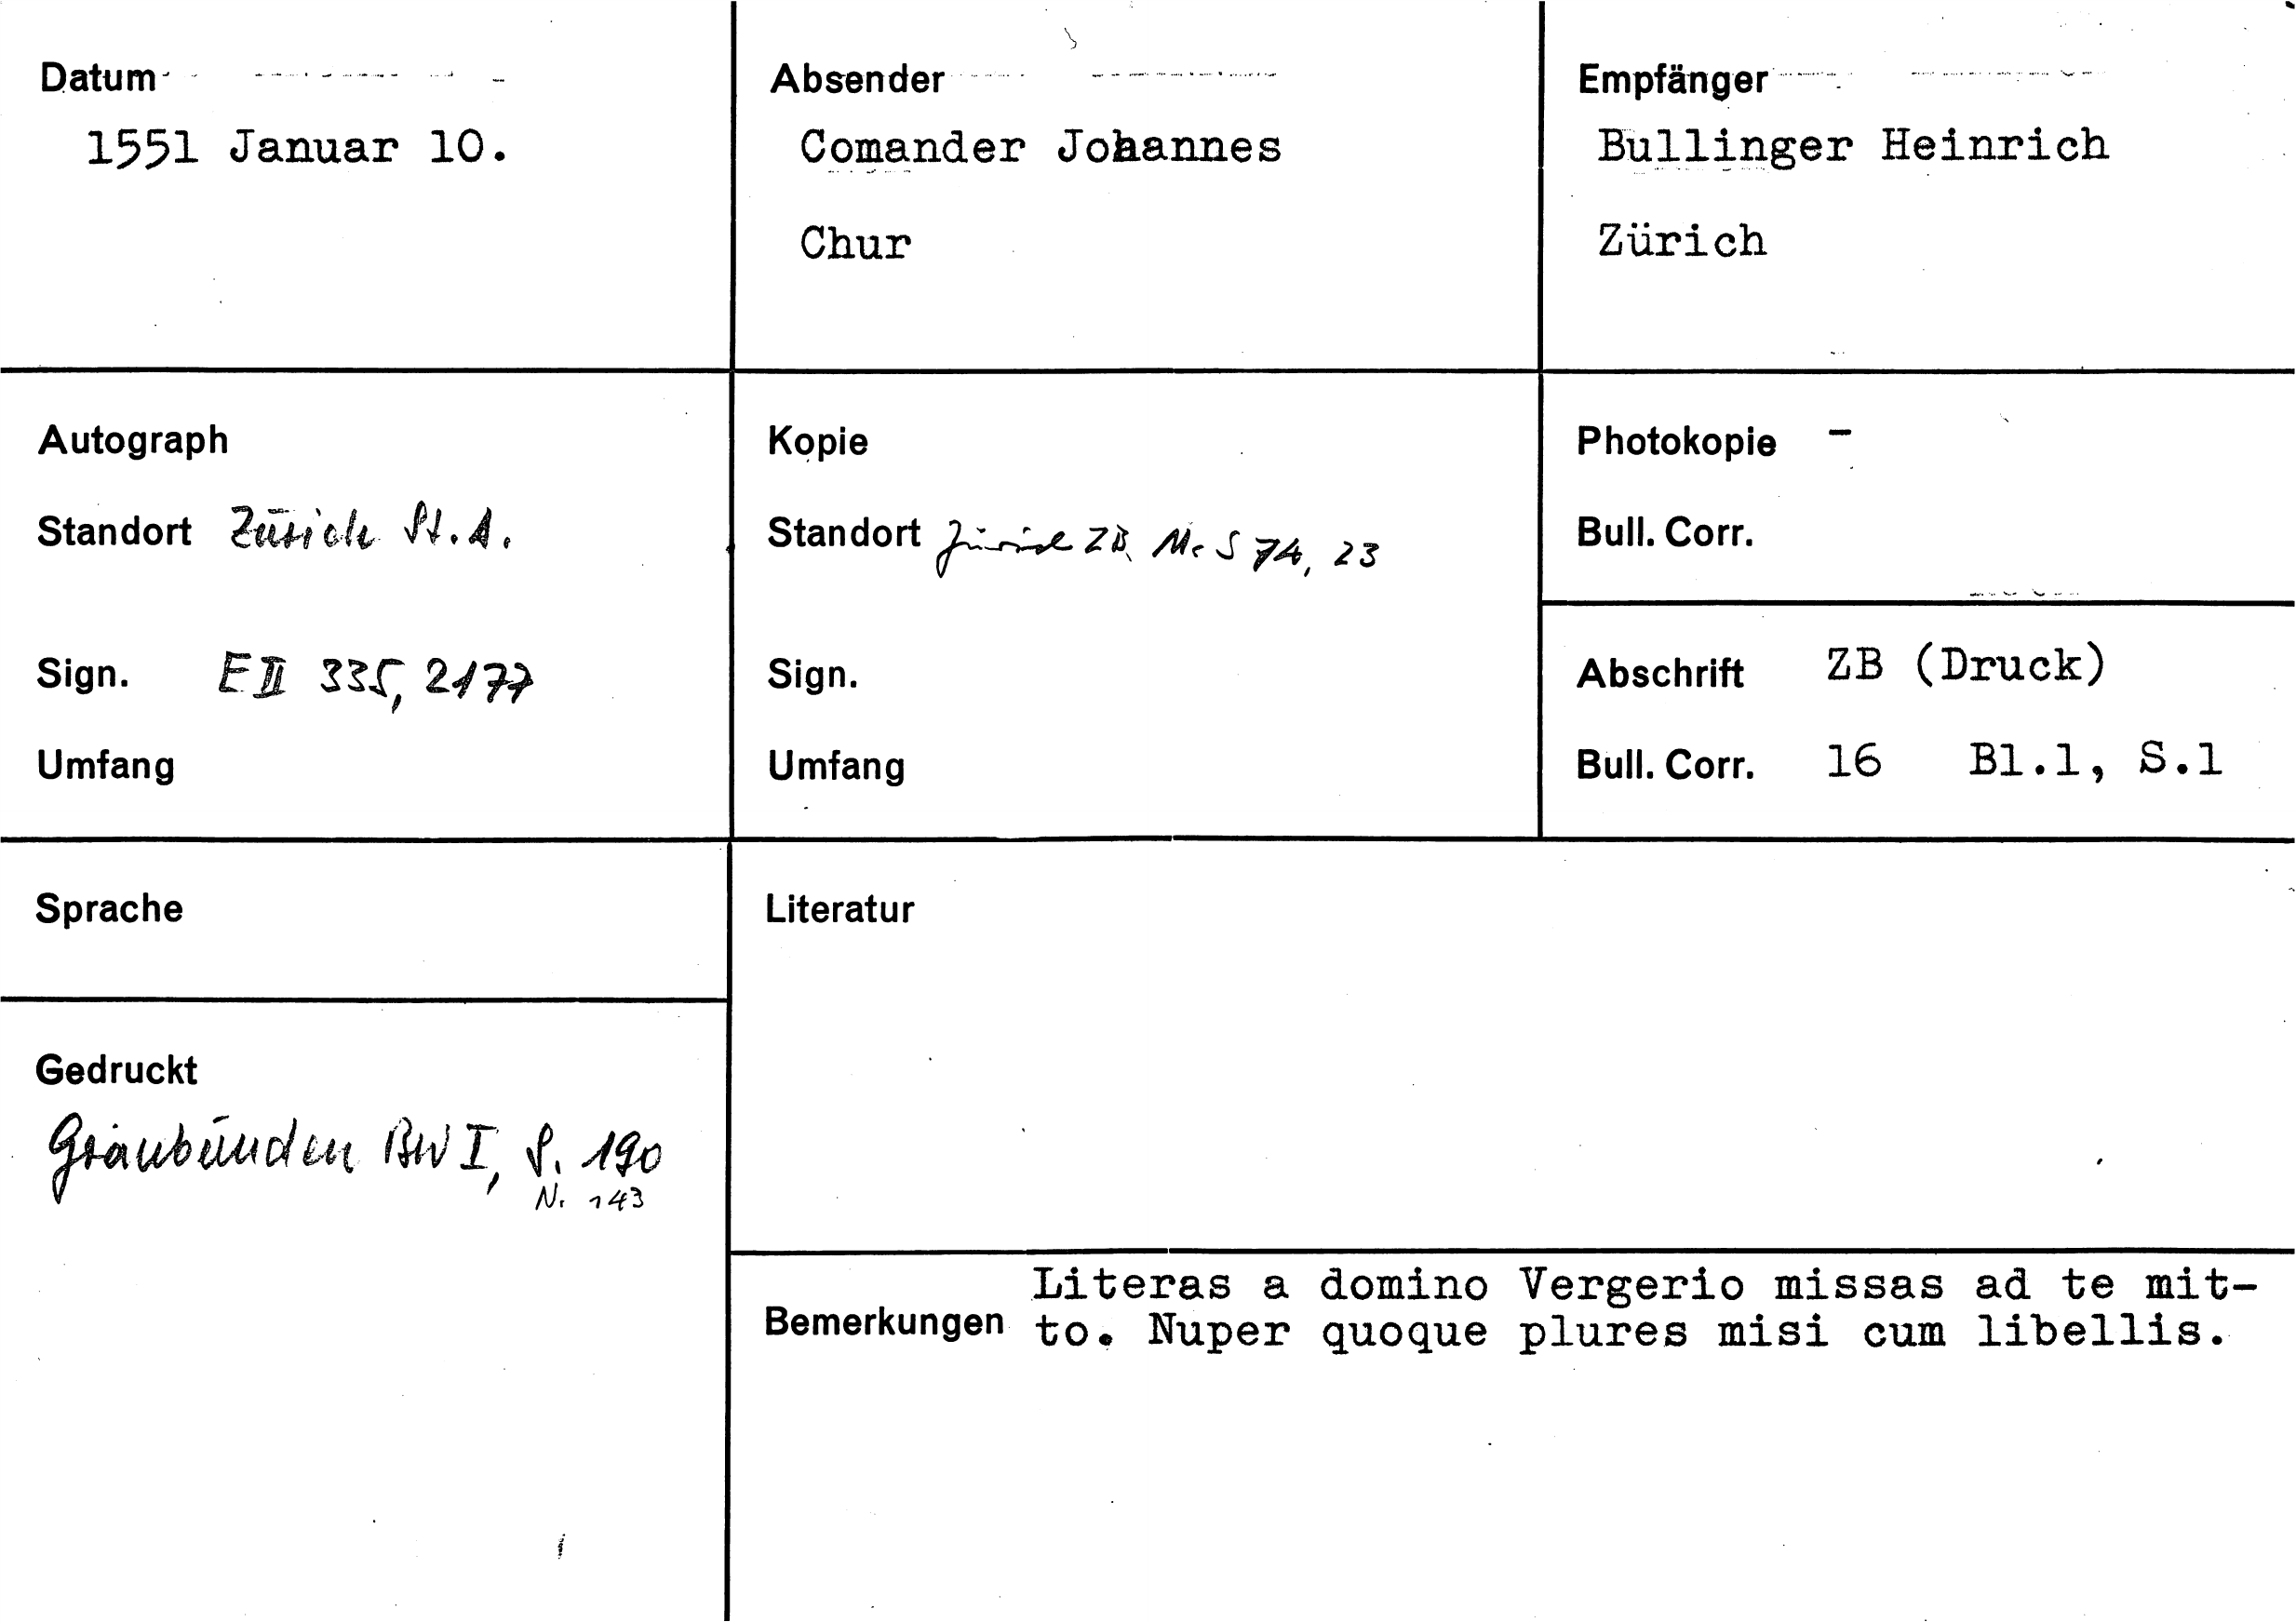 Datum
1551 Januar 10.
Absender
Comander Johannes
Chur
Empfänger
Bullinger Heinrich
Zürich
Autograph
Standort Zürich St.A.
Sign. E II 335, 2177
Umfang
Kopie
Standort Zürich ZB. Ms S 74, 23
Sign.
Umfang
Photokopie -
Bull. Corr.
Abschrift ZB (Druck)
Bull. Corr. 16 Bl.1, S.1
Sprache
Gedruckt
Graubünden BW I, S. 190
N. 143
Literatur
Bemerkungen
Literas a domino Vergerio missas ad te mit-
to. Nuper quoque plures misi cum libellis.